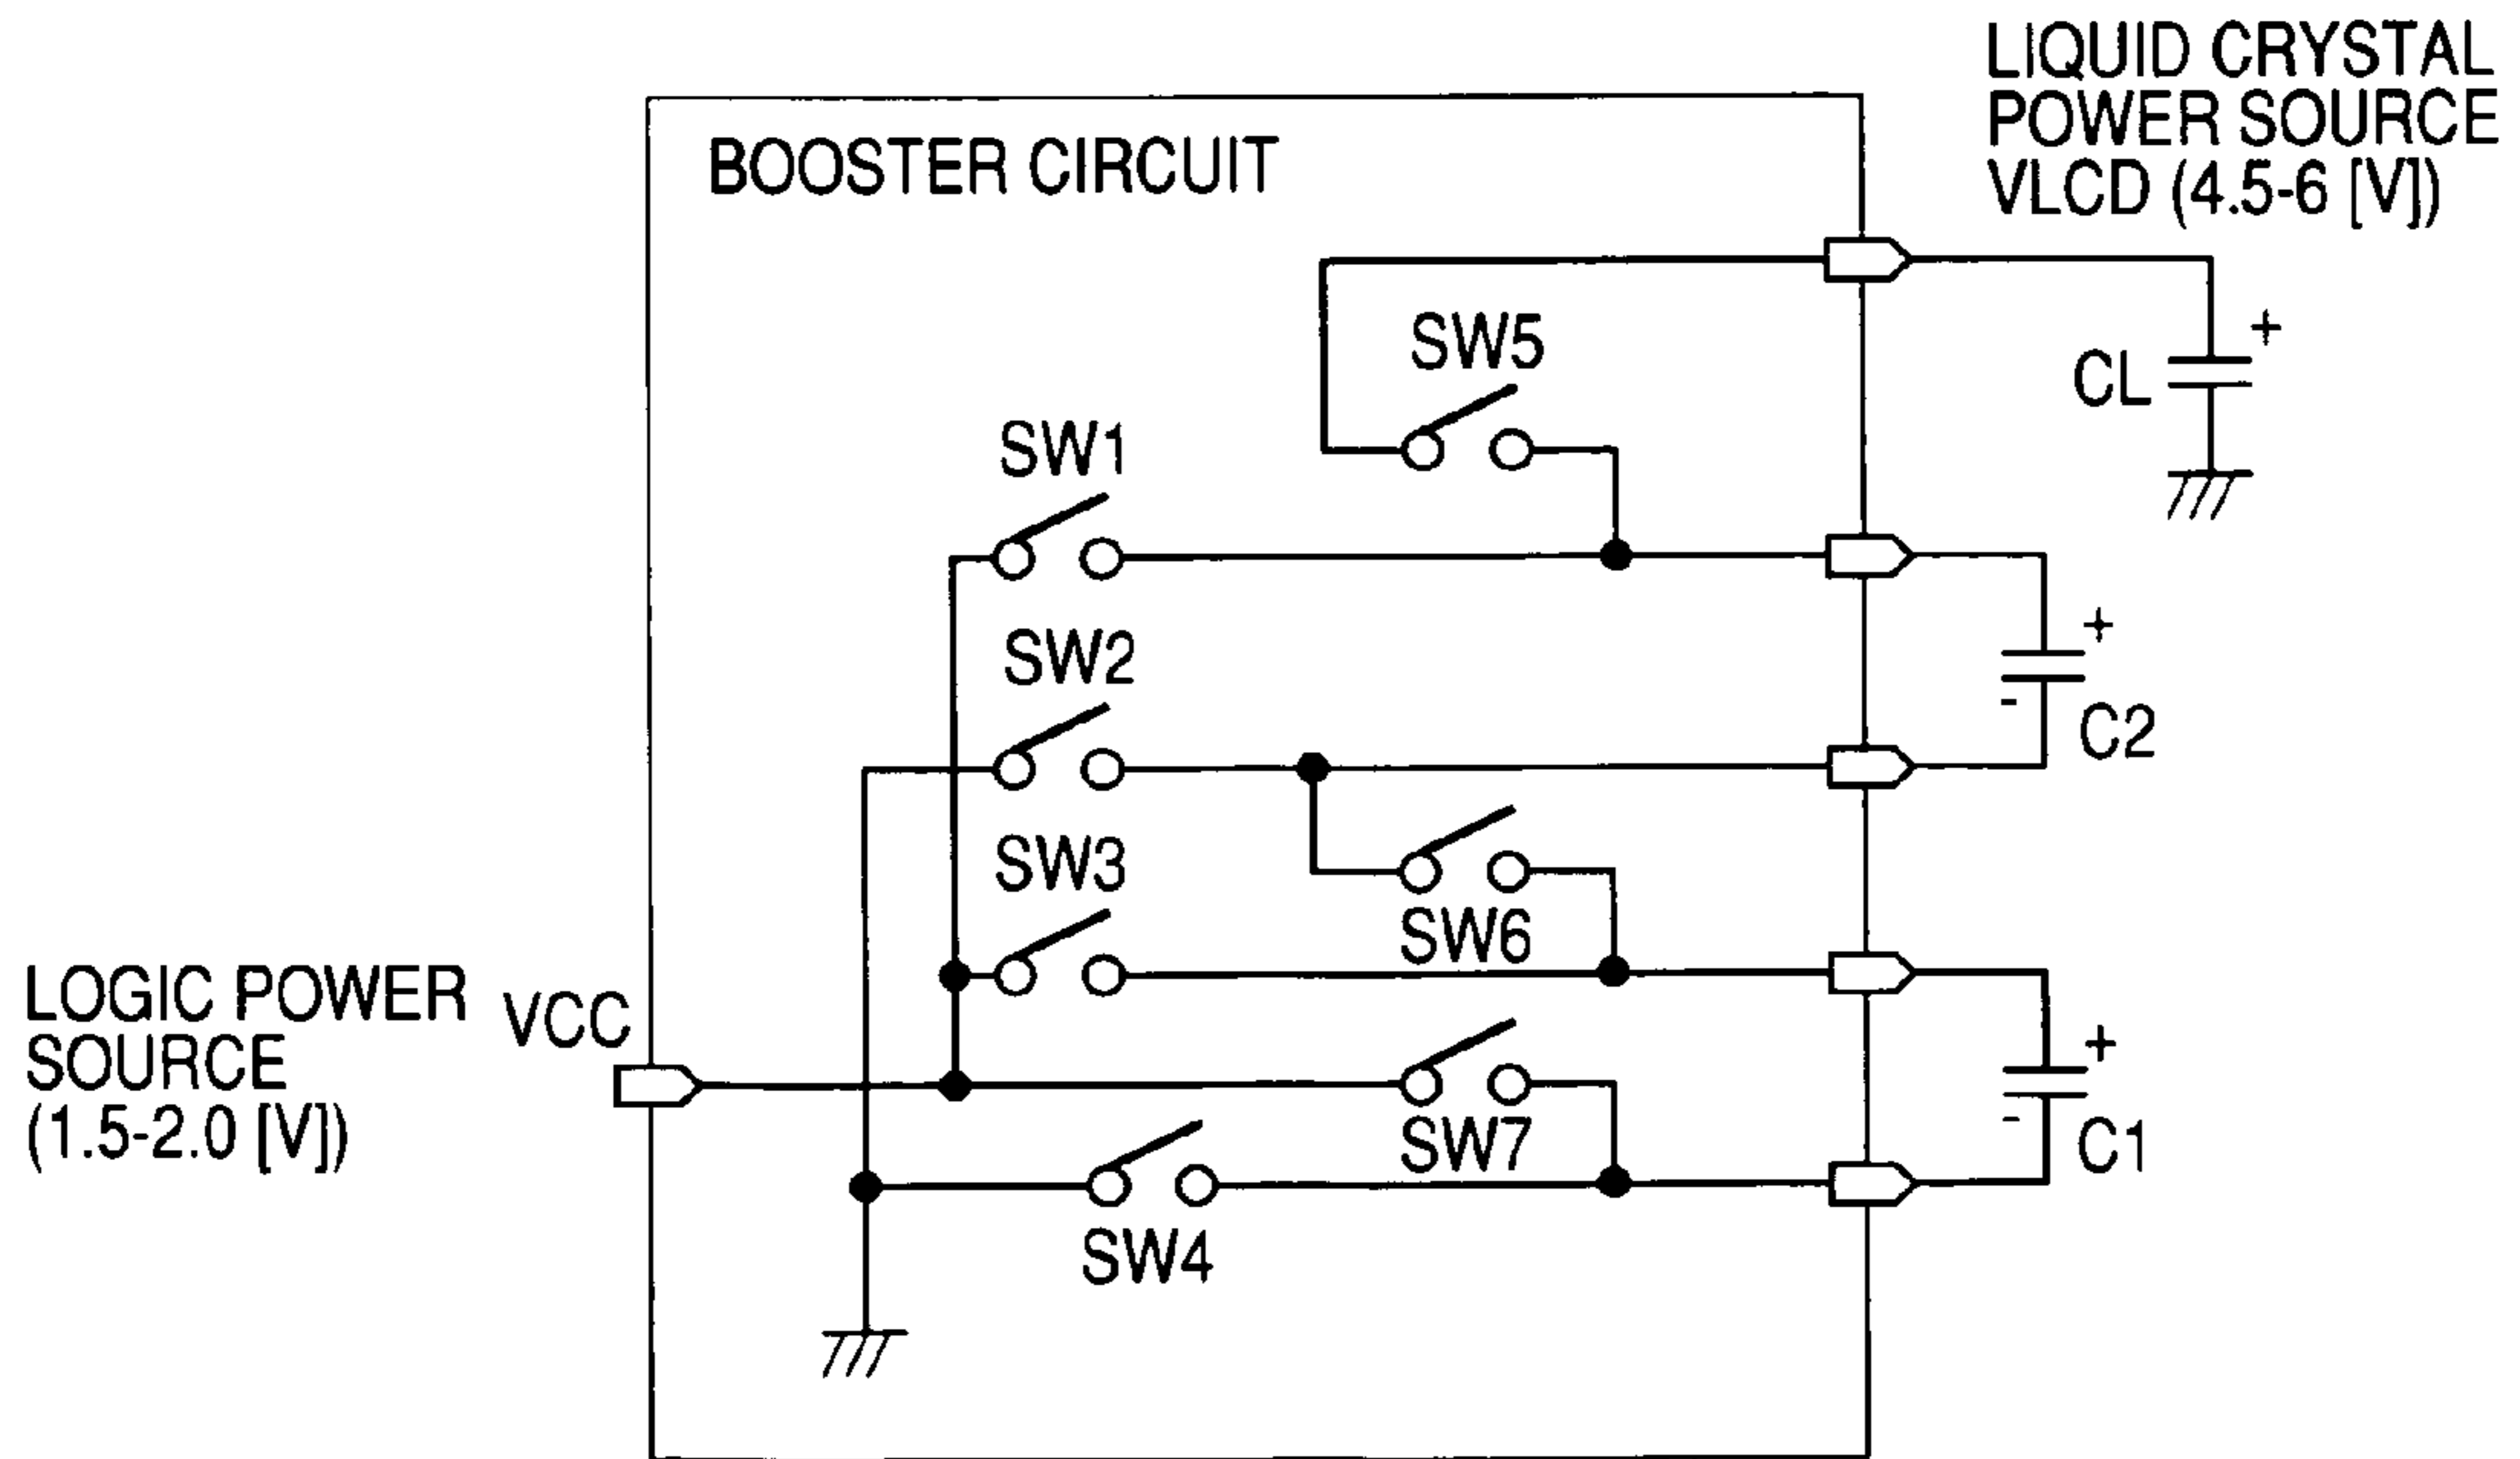 LIQUID CRYSTAL
POWER SOURCE
VLCD (4.5-6 [V])
BOOSTER CIRCUIT
SW5
+
CL
SW1
+
SW2
-
C2
SW3
SW6
LOGIC POWER
SOURCE
(1.5-2.0 [V])
VCC
+
SW7
-
C1
SW4